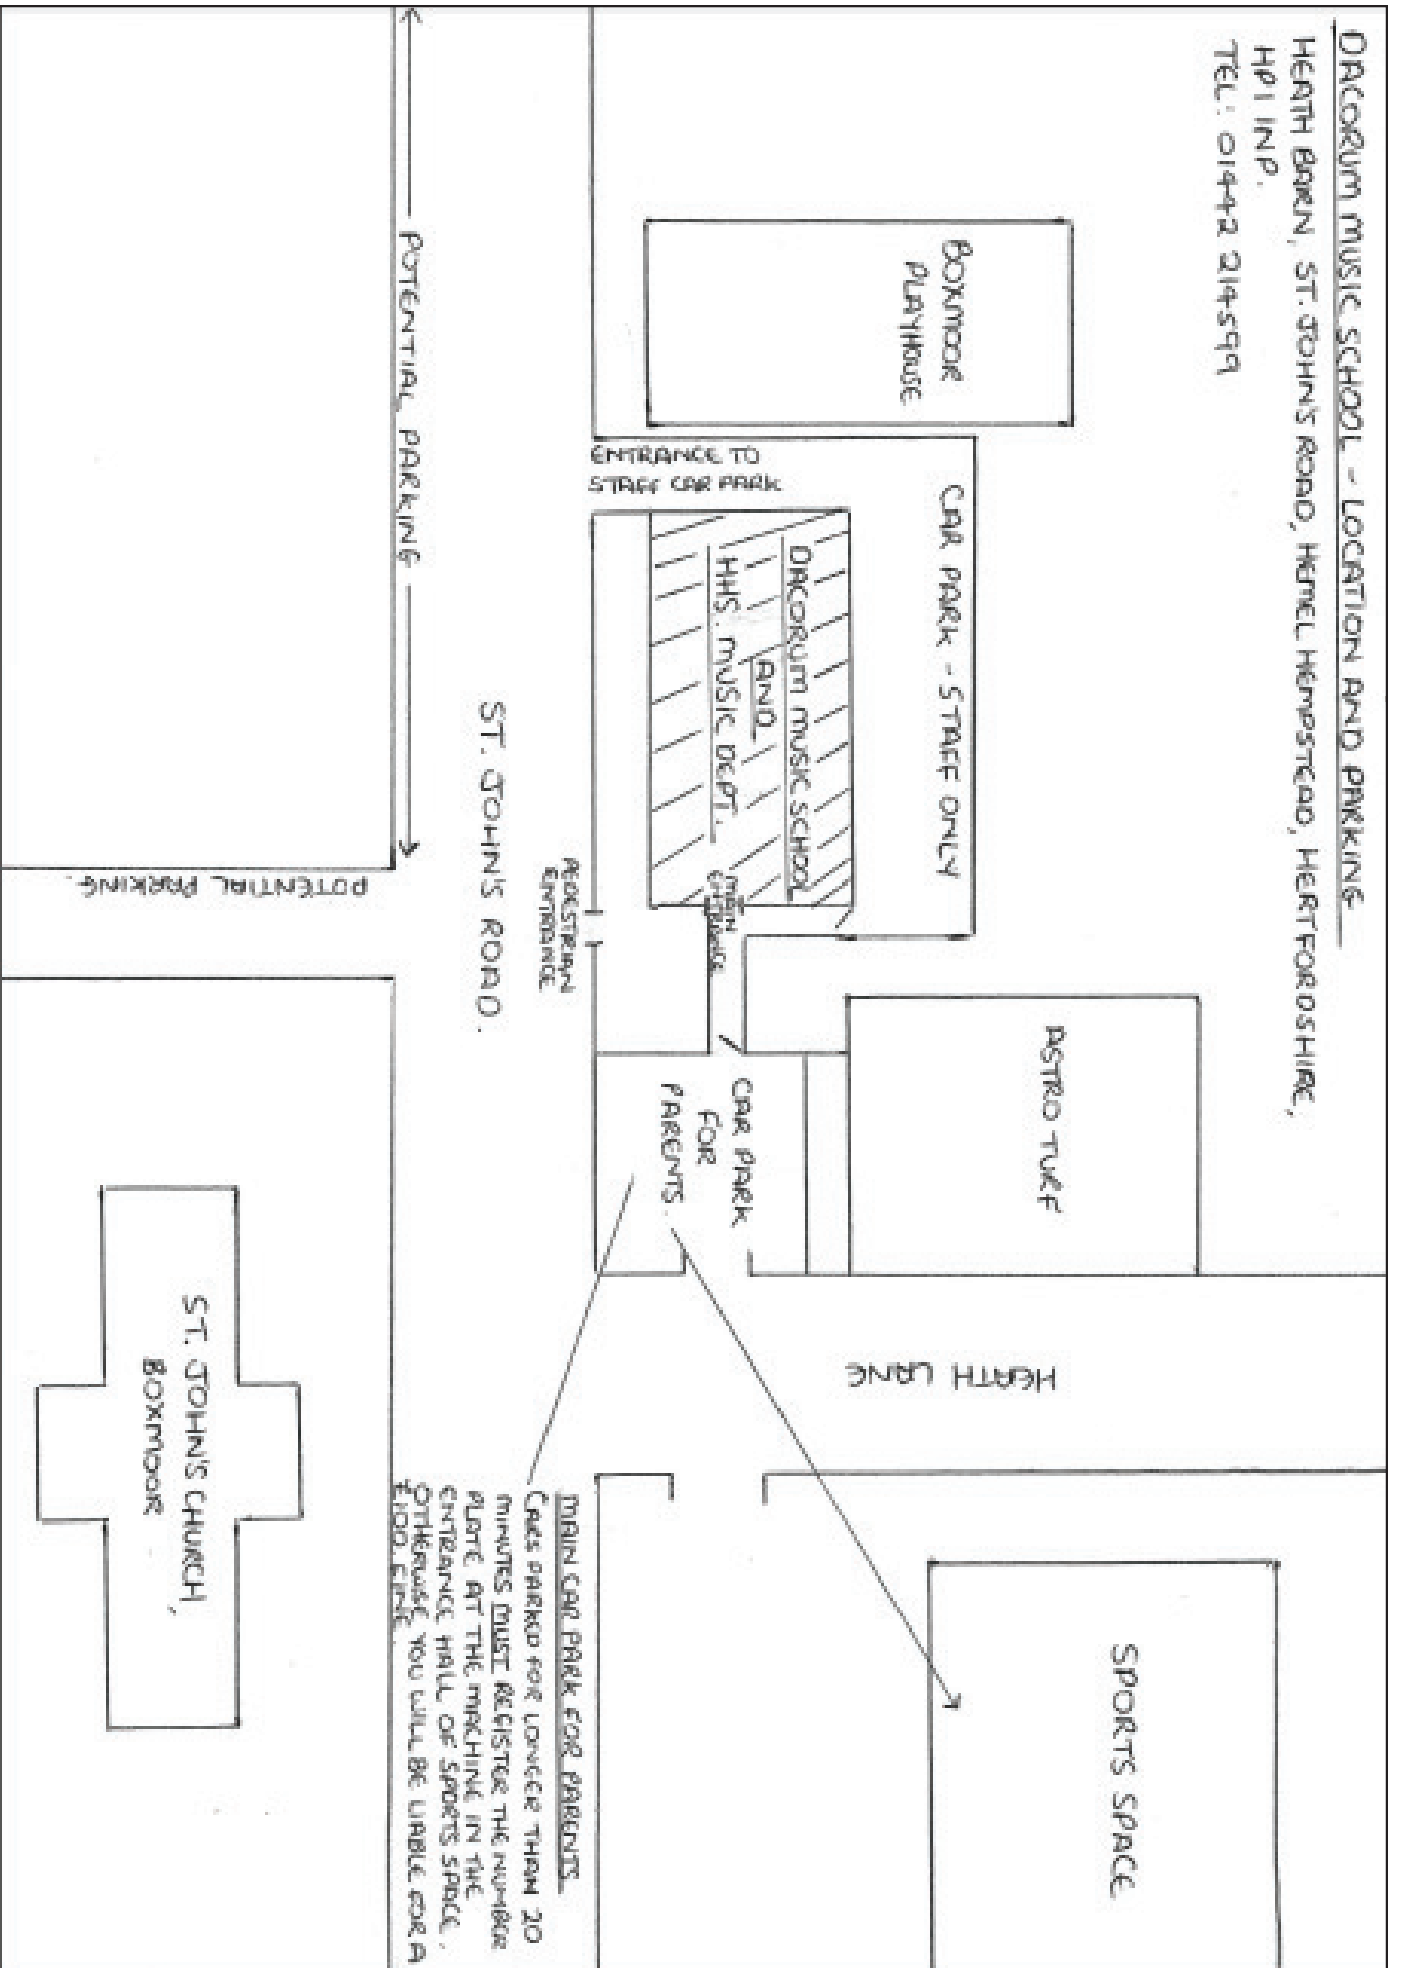 DACORUM MUSIC SCHOOL - LOCATION AND PARKING
HEATH BARN, ST. JOHN'S ROAD, HEMEL HEMPSTEAD, HERTFORDSHIRE,
HP1 1NP.
TEL: 01442 214599
BOXMOOR
PLAYHOUSE
ENTRANCE TO
STAFF CAR PARK
CAR PARK - STAFF ONLY
DACORUM MUSIC SCHOOL
AND
HHS. MUSIC DEPT.
MAIN
ENTRANCE
ASTRO TURF
CAR PARK
FOR
PARENTS.
HEATH LANE
SPORTS SPACE
PEDESTRIAN
ENTRANCE
ST. JOHN'S ROAD.
MAIN CAR PARK FOR PARENTS
CARS PARKED FOR LONGER THAN 20
MINUTES MUST REGISTER THE NUMBER
PLATE AT THE MACHINE IN THE
ENTRANCE HALL OF SPORTS SPACE.
OTHERWISE YOU WILL BE LIABLE FOR A
£100 FINE.
POTENTIAL PARKING
POTENTIAL PARKING.
ST. JOHN'S CHURCH,
BOXMOOR